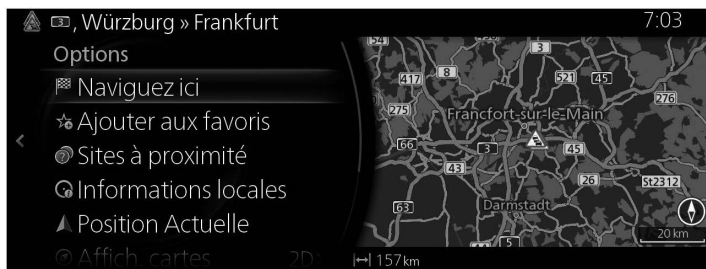 3 , Würzburg » Frankfurt
7:03
Options
Naviguez ici
Ajouter aux favoris
Sites à proximité
Informations locales
Position Actuelle
Affich. cartes 2D
3
417
8
521
45
276
275
Francfort-sur-le-Main
66
3
45
43
26
St2312
63
Darmstadt
5
20 km
157 km